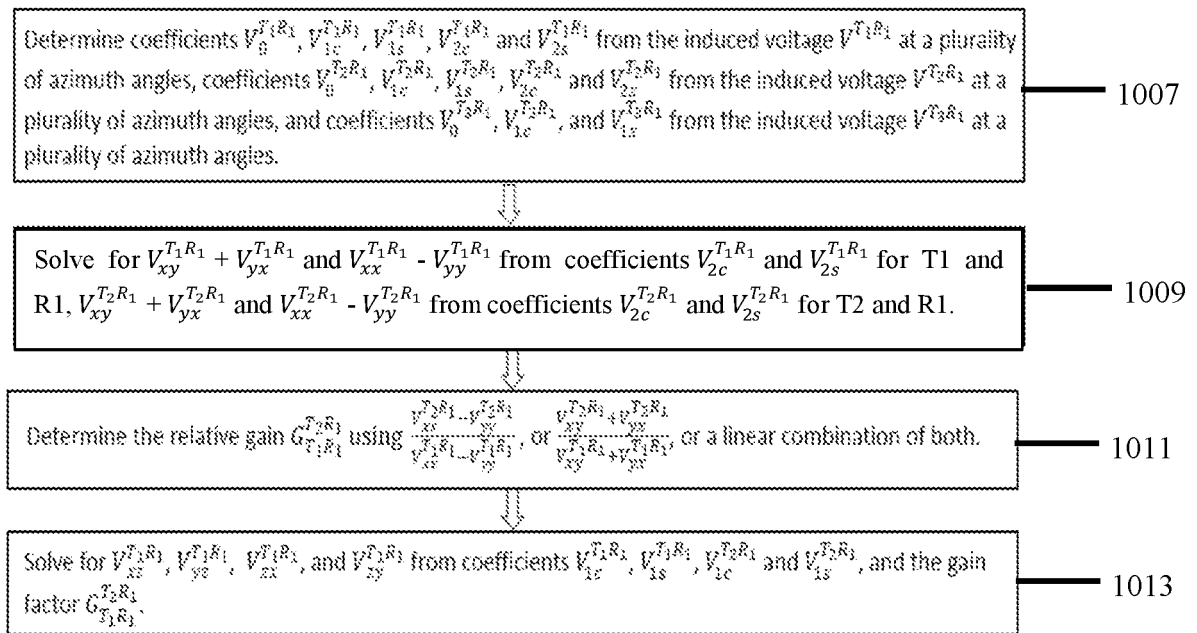 Determine coefficients V_0^{T_1R_1}, V_{1c}^{T_1R_1}, V_{1s}^{T_1R_1}, V_{2c}^{T_1R_1} and V_{2s}^{T_1R_1} from the induced voltage V^{T_1R_1} at a plurality
of azimuth angles, coefficients V_0^{T_2R_1}, V_{1c}^{T_2R_1}, V_{1s}^{T_2R_1}, V_{2c}^{T_2R_1} and V_{2s}^{T_2R_1} from the induced voltage V^{T_2R_1} at a
plurality of azimuth angles, and coefficients V_0^{T_3R_1}, V_{1c}^{T_3R_1}, and V_{1s}^{T_3R_1} from the induced voltage V^{T_3R_1} at a
plurality of azimuth angles.
1007
Solve for V_{xy}^{T_1R_1} + V_{yx}^{T_1R_1} and V_{xx}^{T_1R_1} - V_{yy}^{T_1R_1} from coefficients V_{2c}^{T_1R_1} and V_{2s}^{T_1R_1} for T1 and
R1, V_{xy}^{T_2R_1} + V_{yx}^{T_2R_1} and V_{xx}^{T_2R_1} - V_{yy}^{T_2R_1} from coefficients V_{2c}^{T_2R_1} and V_{2s}^{T_2R_1} for T2 and R1.
1009
Determine the relative gain G_{T_1R_1}^{T_2R_1} using \frac{V_{xx}^{T_2R_1}-V_{yy}^{T_2R_1}}{V_{xx}^{T_1R_1}-V_{yy}^{T_1R_1}}, or \frac{V_{xy}^{T_2R_1}+V_{yx}^{T_2R_1}}{V_{xy}^{T_1R_1}+V_{yx}^{T_1R_1}}, or a linear combination of both.
1011
Solve for V_{xz}^{T_1R_1}, V_{yz}^{T_1R_1}, V_{zx}^{T_1R_1}, and V_{zy}^{T_1R_1} from coefficients V_{1c}^{T_1R_1}, V_{1s}^{T_1R_1}, V_{1c}^{T_2R_1} and V_{1s}^{T_2R_1}, and the gain
factor G_{T_1R_1}^{T_2R_1}.
1013